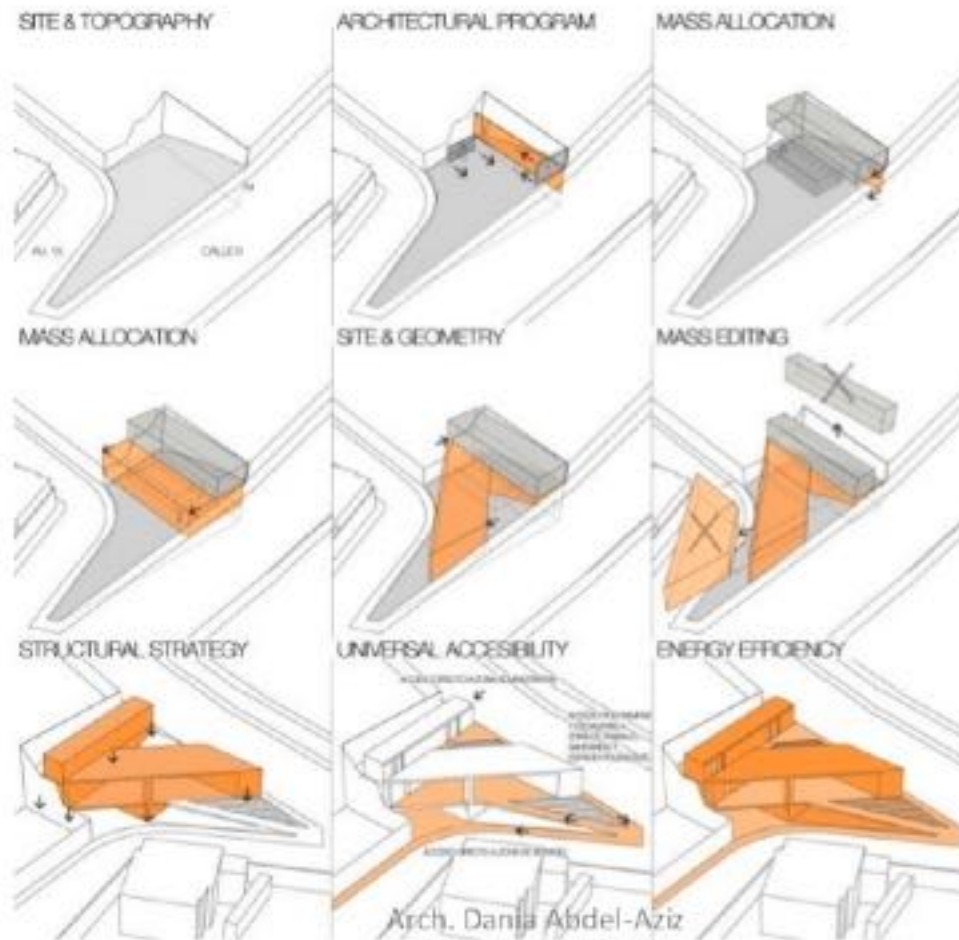 SITE & TOPOGRAPHY
ARCHITECTURAL PROGRAM
MASS ALLOCATION
CALLE
MASS ALLOCATION
SITE & GEOMETRY
MASS EDITING
STRUCTURAL STRATEGY
UNIVERSAL ACCESIBILITY
ENERGY EFFICIENCY
Arch. Dania Abdel-Aziz